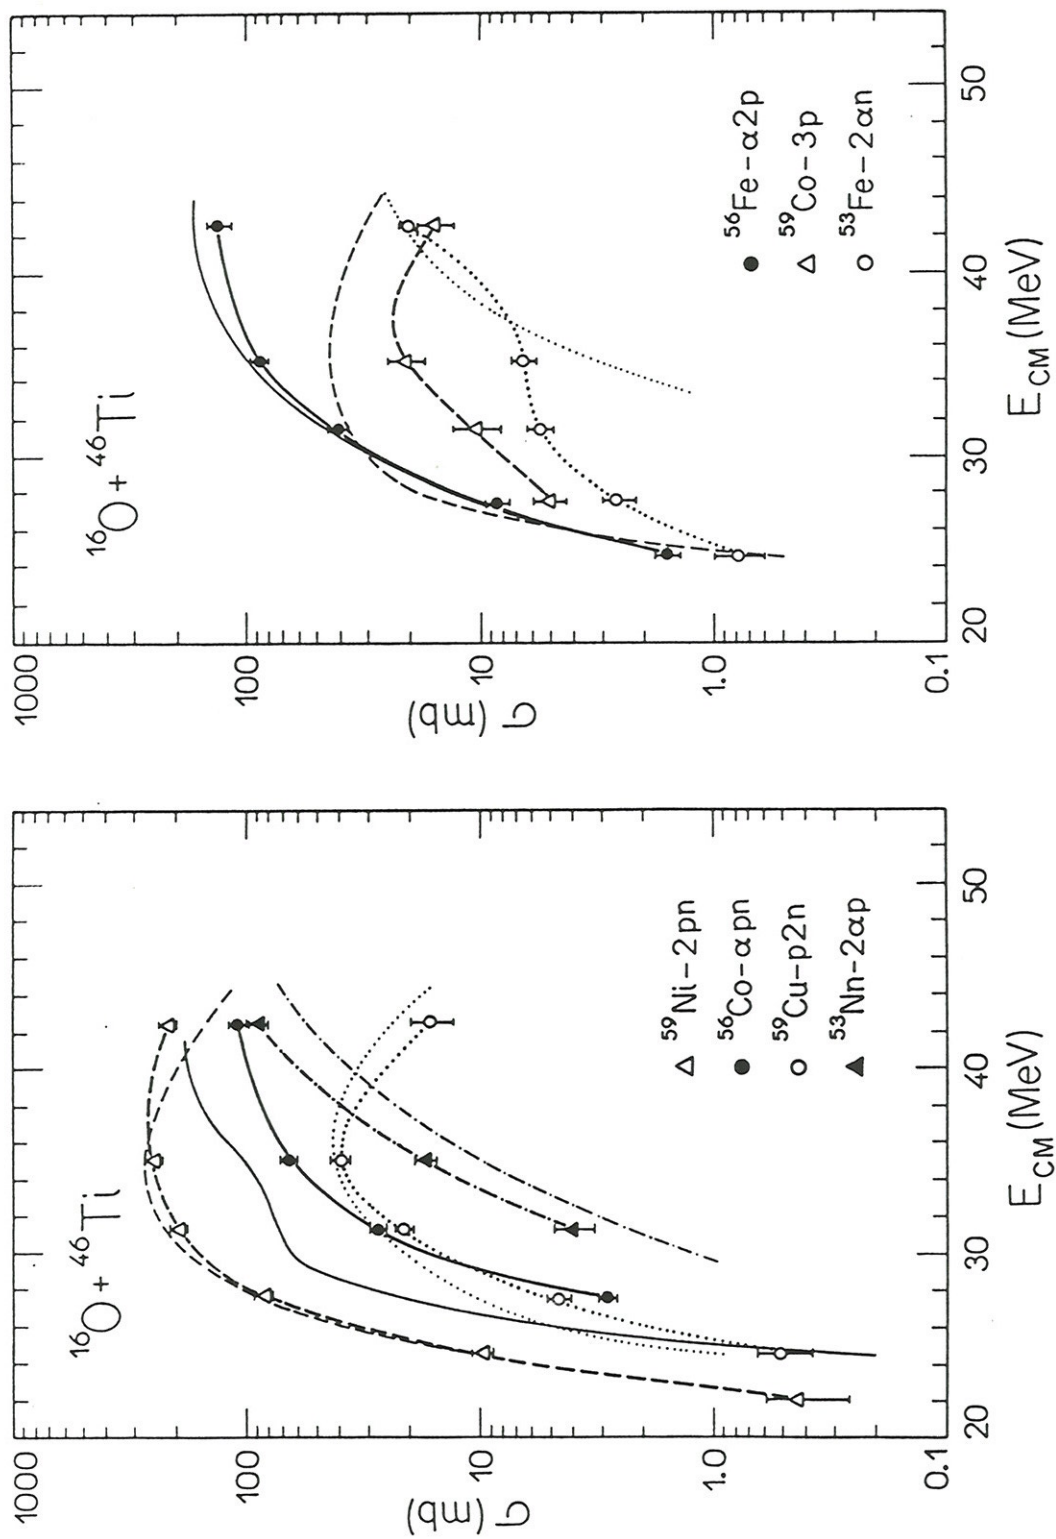 ¹⁶O + ⁴⁶Ti
1000
100
10
1.0
0.1
σ (mb)
20
30
40
50
E_CM (MeV)
△ ⁵⁹Ni-2pn
● ⁵⁶Co-αpn
○ ⁵⁹Cu-p2n
▲ ⁵³Nn-2αp
¹⁶O + ⁴⁶Ti
1000
100
10
1.0
0.1
σ (mb)
20
30
40
50
E_CM (MeV)
● ⁵⁶Fe-α2p
△ ⁵⁹Co-3p
○ ⁵³Fe-2αn